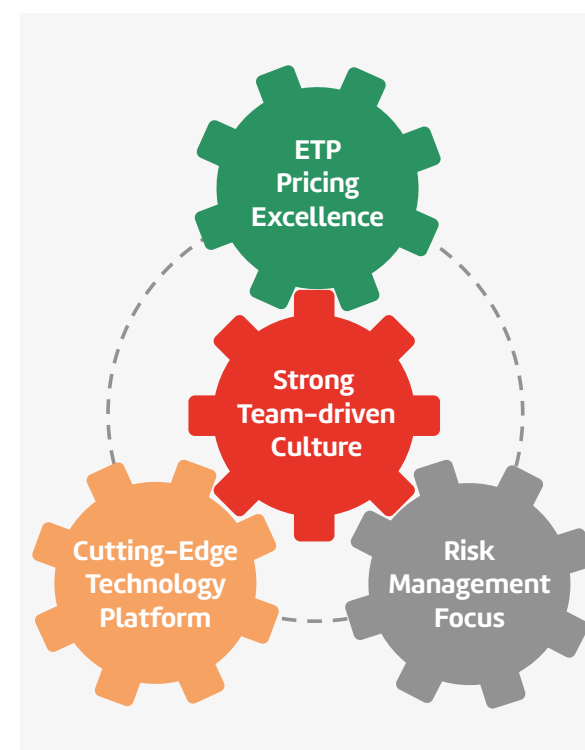 ETP
Pricing
Excellence
Strong
Team-driven
Culture
Cutting-Edge
Technology
Platform
Risk
Management
Focus